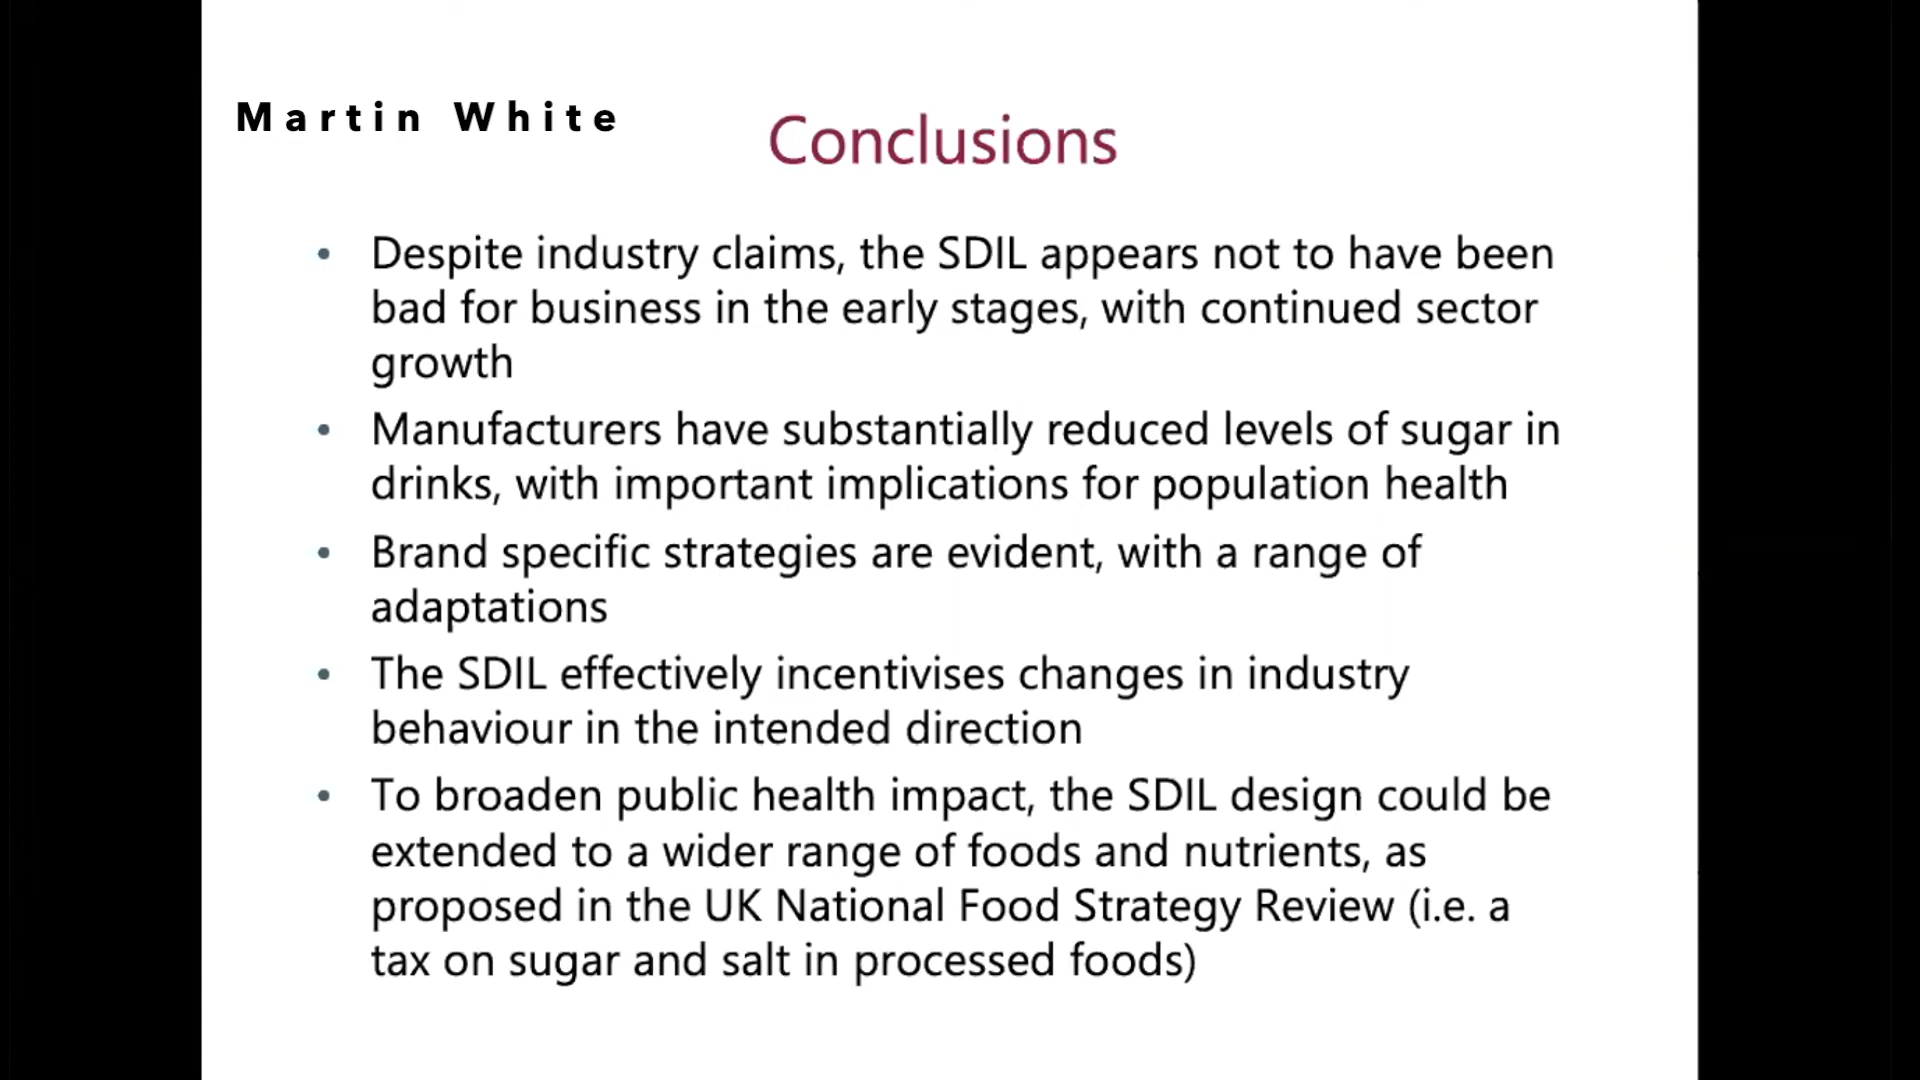 Martin White
Conclusions
• Despite industry claims, the SDIL appears not to have been
bad for business in the early stages, with continued sector
growth
• Manufacturers have substantially reduced levels of sugar in
drinks, with important implications for population health
• Brand specific strategies are evident, with a range of
adaptations
• The SDIL effectively incentivises changes in industry
behaviour in the intended direction
• To broaden public health impact, the SDIL design could be
extended to a wider range of foods and nutrients, as
proposed in the UK National Food Strategy Review (i.e. a
tax on sugar and salt in processed foods)